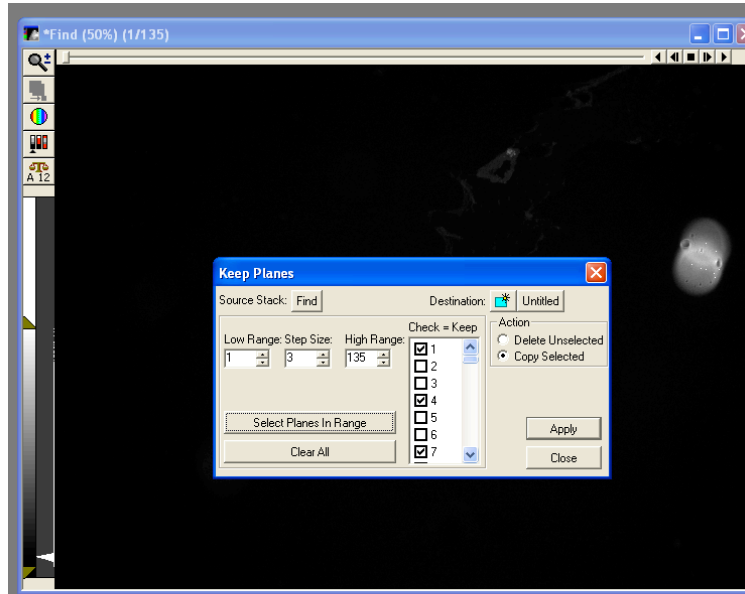 *Find (50%) (1/135)
A 12
Keep Planes
Source Stack: Find Destination: Untitled
Low Range: Step Size: High Range:
1 3 135
Select Planes In Range
Clear All
Check = Keep
1
2
3
4
5
6
7
Action
Delete Unselected
Copy Selected
Apply
Close